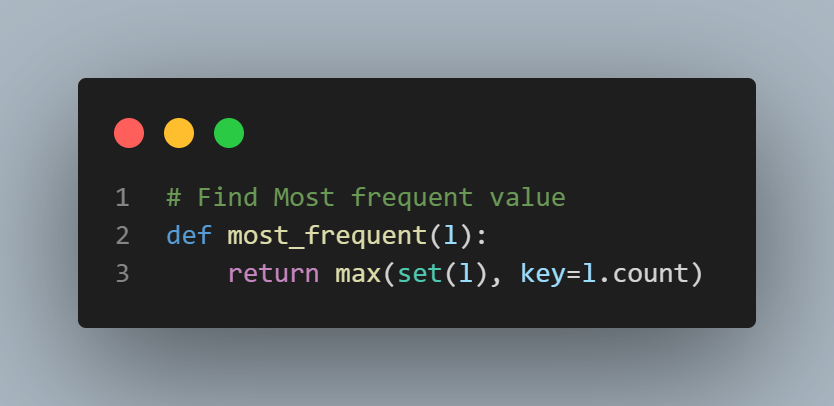 1 # Find Most frequent value
2 def most_frequent(l):
3     return max(set(l), key=l.count)